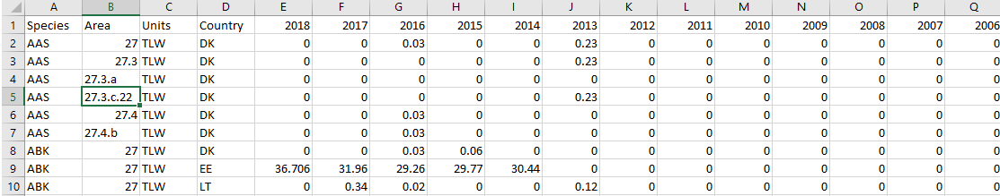 A B C D E F G H I J K L M N O P Q
1 Species Area Units Country 2018 2017 2016 2015 2014 2013 2012 2011 2010 2009 2008 2007 2006
2 AAS 27 TLW DK 0 0 0.03 0 0 0.23 0 0 0 0 0 0 0
3 AAS 27.3 TLW DK 0 0 0 0 0 0.23 0 0 0 0 0 0 0
4 AAS 27.3.a TLW DK 0 0 0 0 0 0 0 0 0 0 0 0 0
5 AAS 27.3.c.22 TLW DK 0 0 0 0 0 0.23 0 0 0 0 0 0 0
6 AAS 27.4 TLW DK 0 0 0.03 0 0 0 0 0 0 0 0 0 0
7 AAS 27.4.b TLW DK 0 0 0.03 0 0 0 0 0 0 0 0 0 0
8 ABK 27 TLW DK 0 0 0.03 0.06 0 0 0 0 0 0 0 0 0
9 ABK 27 TLW EE 36.706 31.96 29.26 29.77 30.44 0 0 0 0 0 0 0 0
10 ABK 27 TLW LT 0 0.34 0.02 0 0 0.12 0 0 0 0 0 0 0